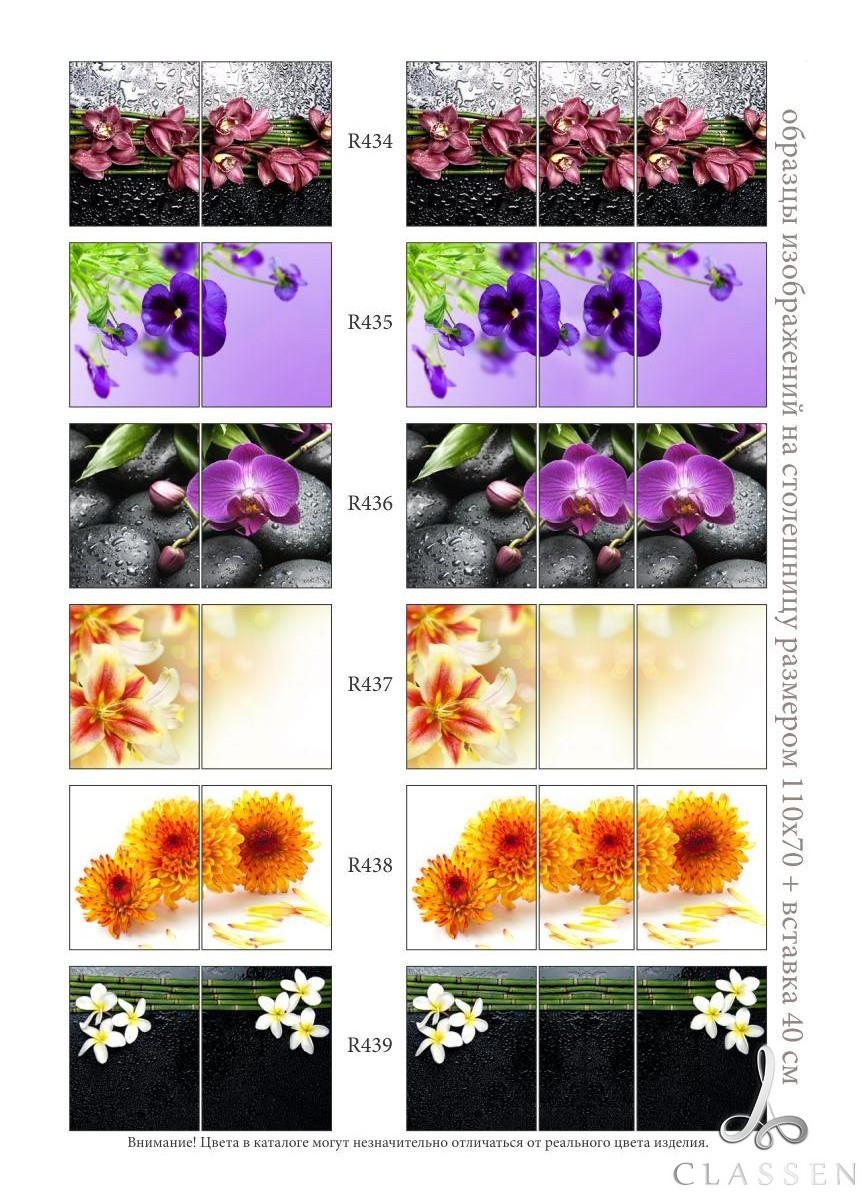 R434
R435
R436
R437
R438
R439
образцы изображений на столешницу размером 110х70 + вставка 40 см
Внимание! Цвета в каталоге могут незначительно отличаться от реального цвета изделия.
CLASSEN